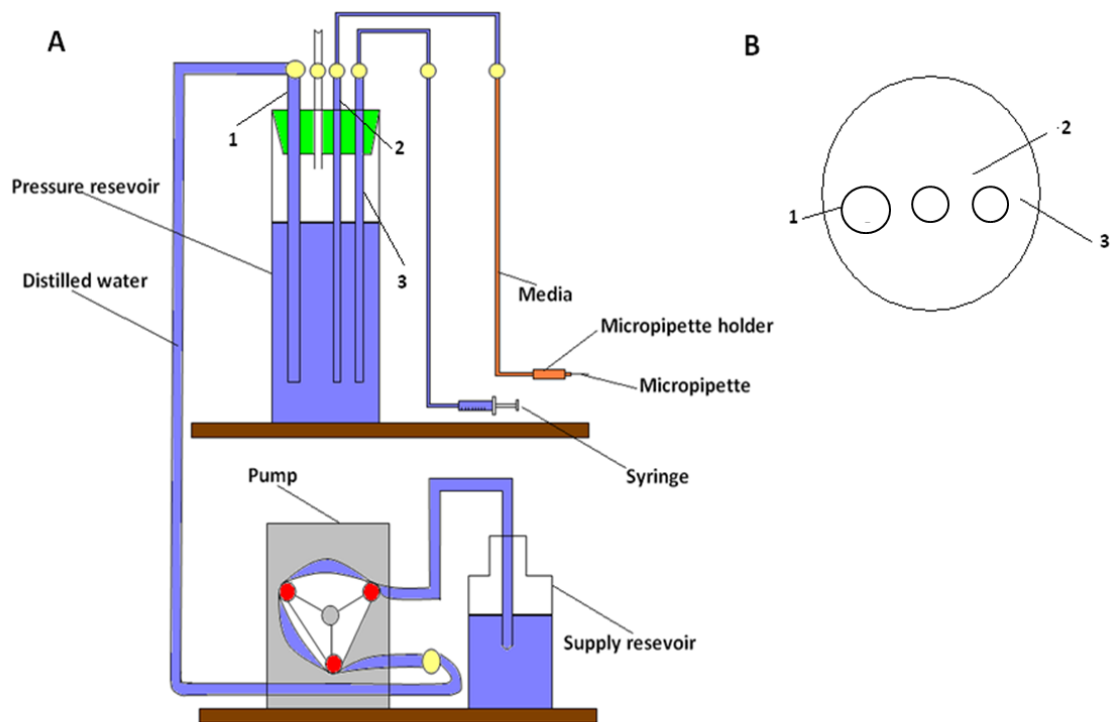 A
B
1
2
3
Pressure resevoir
Distilled water
Media
Micropipette holder
Micropipette
Syringe
Pump
Supply resevoir
1
2
3